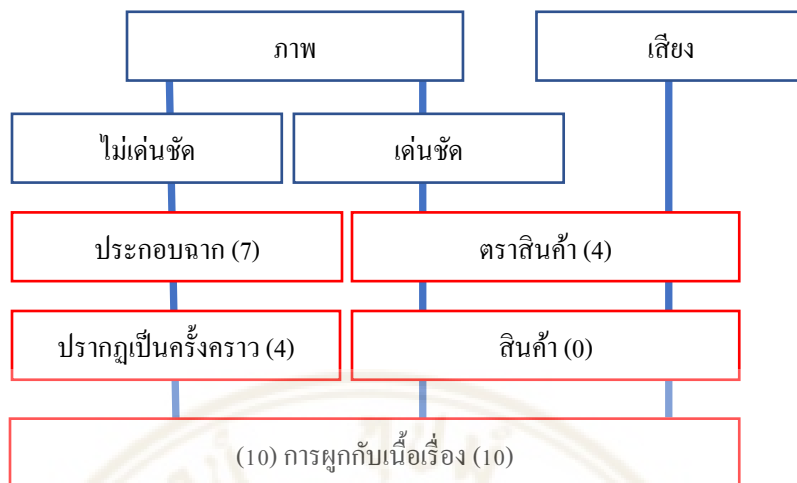 ภาพ
เสียง
ไม่เด่นชัด
เด่นชัด
ประกอบฉาก (7)
ตราสินค้า (4)
ปรากฏเป็นครั้งคราว (4)
สินค้า (0)
(10) การผูกกับเนื้อเรื่อง (10)